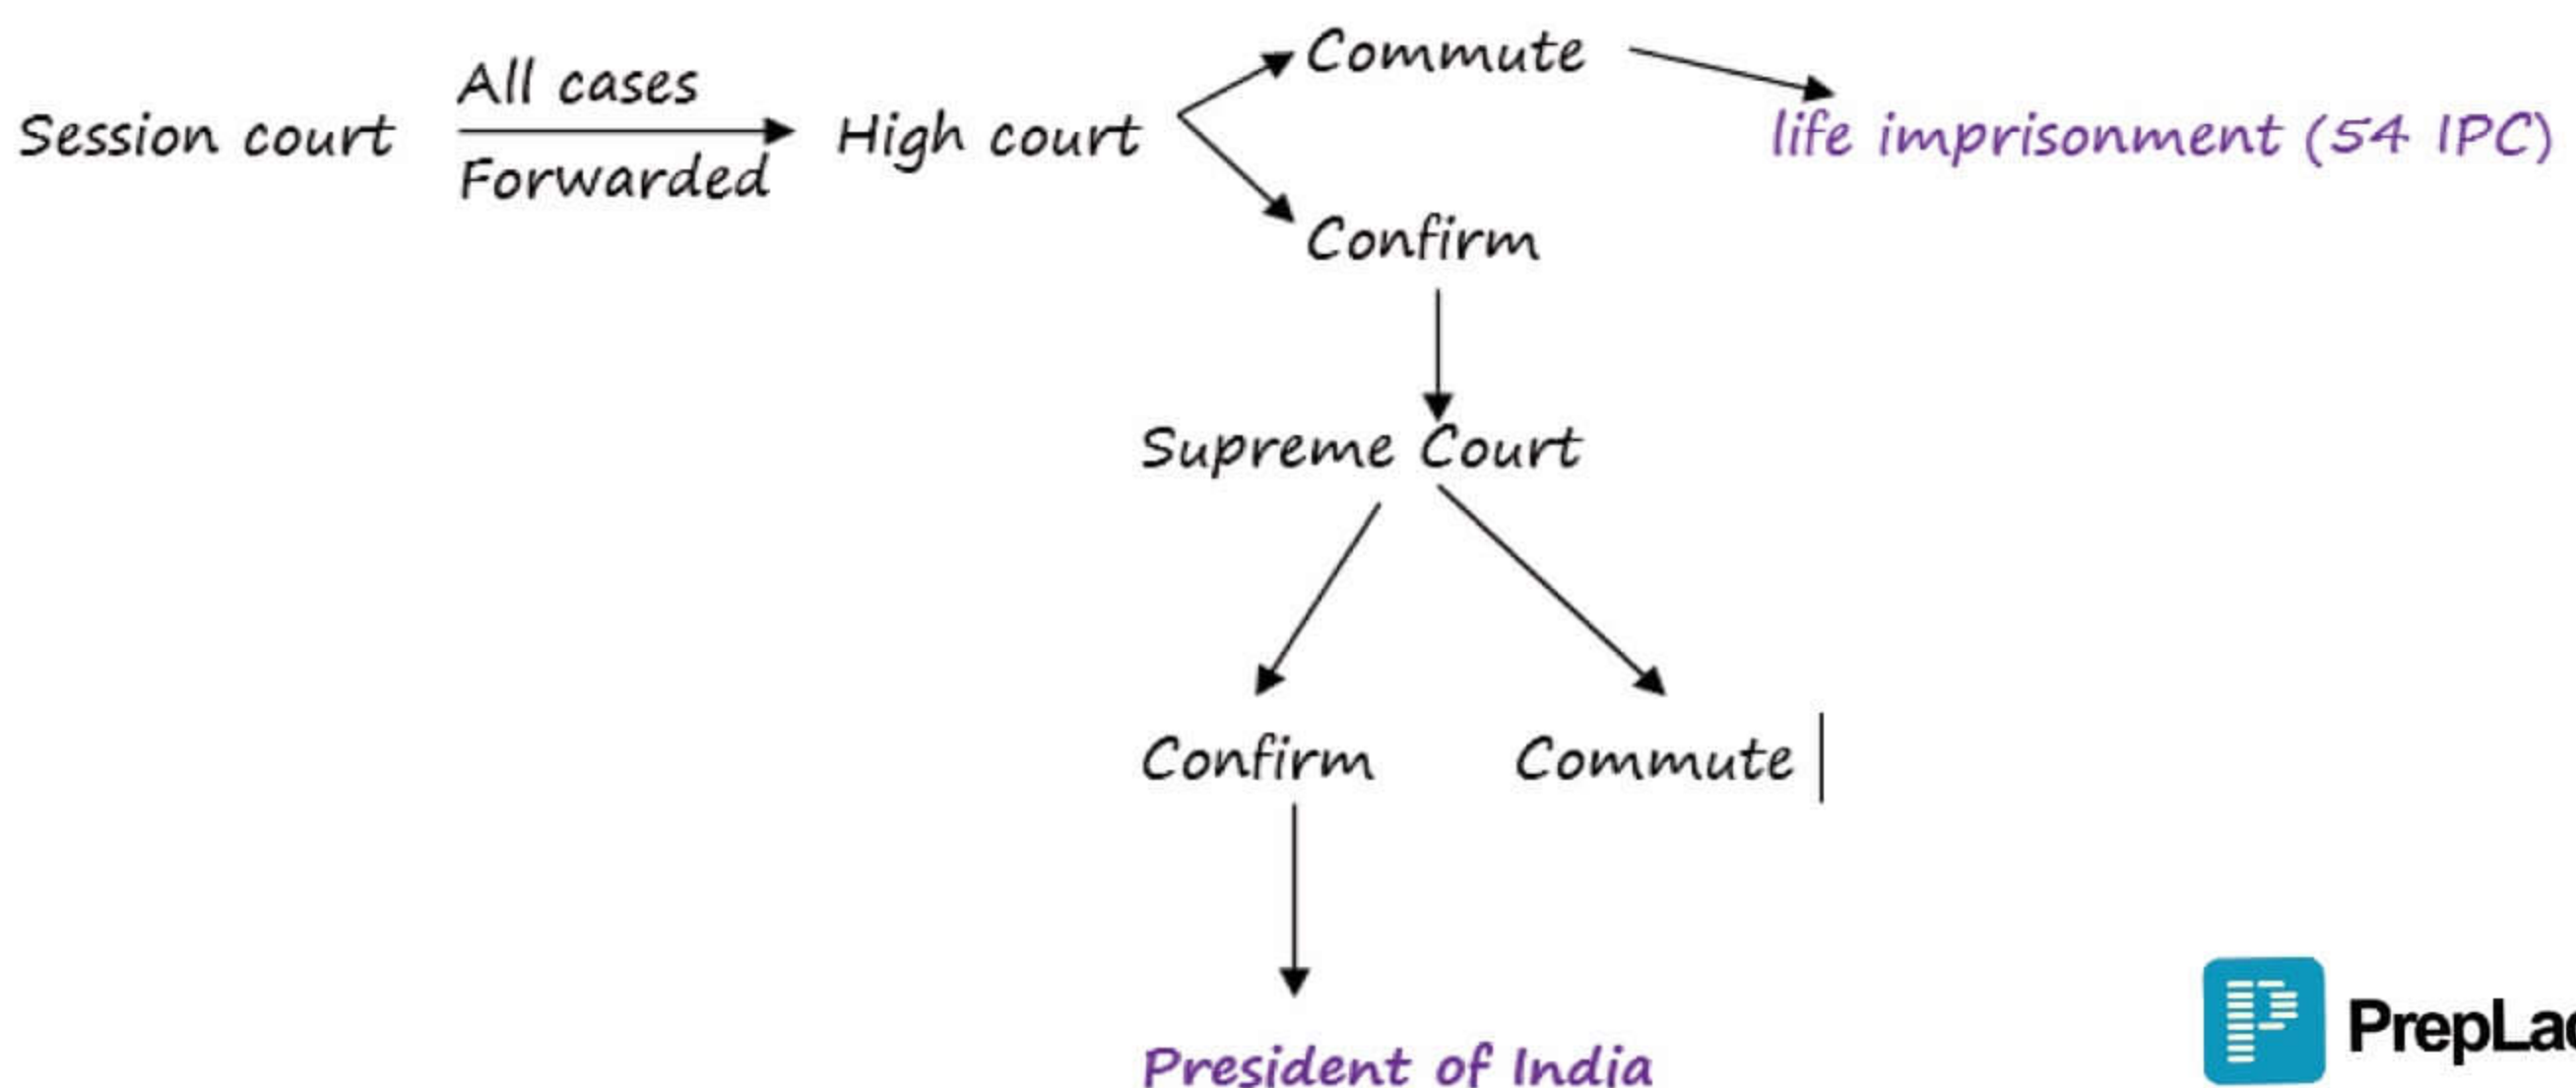 All cases
Session court
Forwarded
High court
Commute
life imprisonment (54 IPC)
Confirm
Supreme Court
Confirm
Commute
President of India
PrepLa